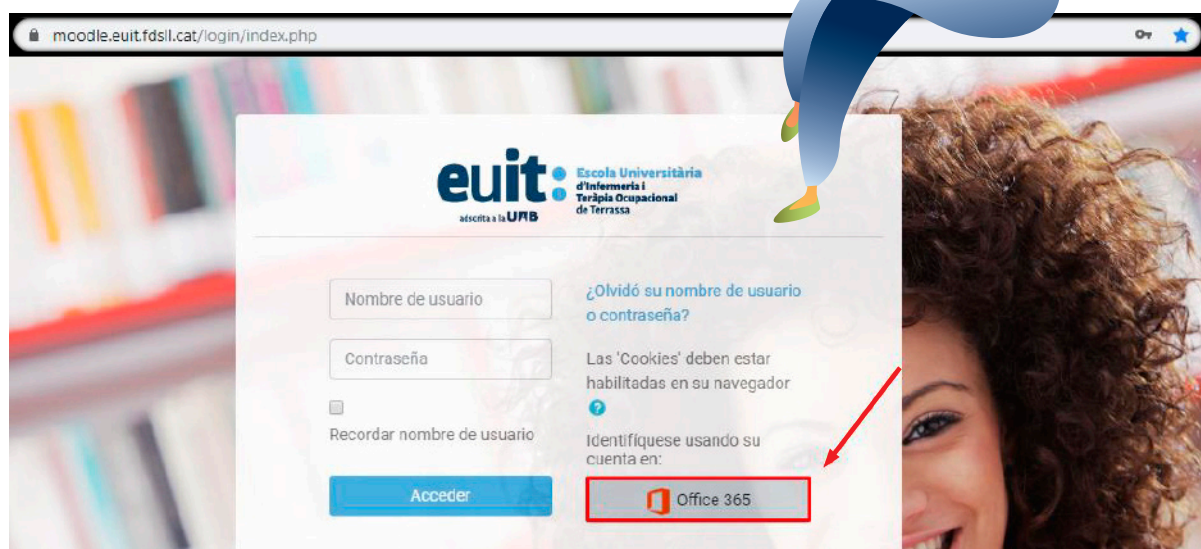 moodle.euit.fdsll.cat/login/index.php
euit:
adscrita a la UAB
Escola Universitària
d'Infermeria i
Teràpia Ocupacional
de Terrassa
Nombre de usuario
Contraseña
Recordar nombre de usuario
Acceder
¿Olvidó su nombre de usuario
o contraseña?
Las 'Cookies' deben estar
habilitadas en su navegador
?
Identifíquese usando su
cuenta en:
Office 365